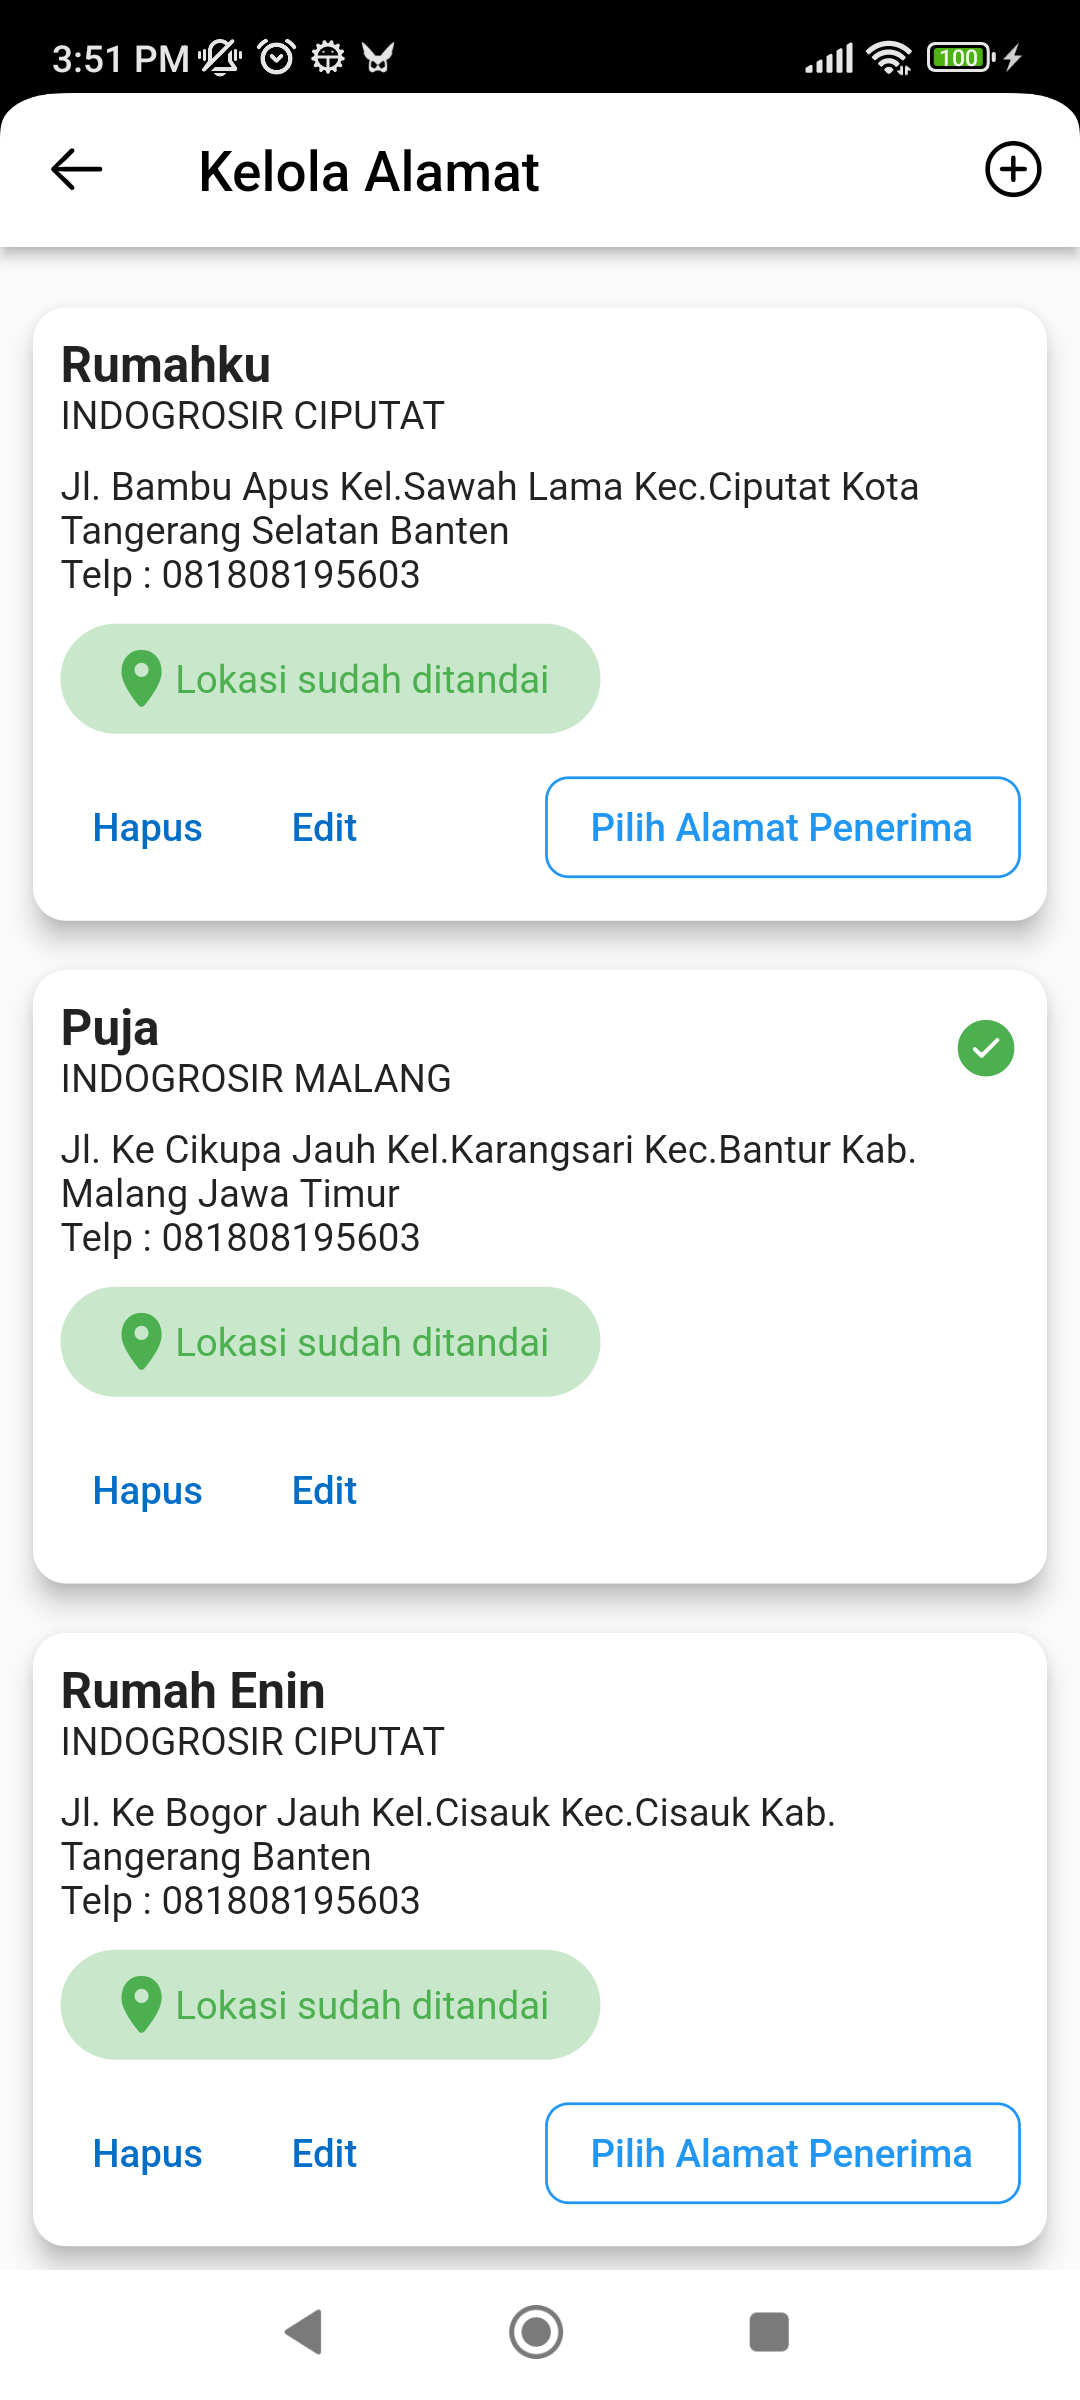 3:51 PM
100
Kelola Alamat
Rumahku
INDOGROSIR CIPUTAT
Jl. Bambu Apus Kel.Sawah Lama Kec.Ciputat Kota
Tangerang Selatan Banten
Telp : 081808195603
Lokasi sudah ditandai
Hapus
Edit
Pilih Alamat Penerima
Puja
INDOGROSIR MALANG
Jl. Ke Cikupa Jauh Kel.Karangsari Kec.Bantur Kab.
Malang Jawa Timur
Telp : 081808195603
Lokasi sudah ditandai
Hapus
Edit
Rumah Enin
INDOGROSIR CIPUTAT
Jl. Ke Bogor Jauh Kel.Cisauk Kec.Cisauk Kab.
Tangerang Banten
Telp : 081808195603
Lokasi sudah ditandai
Hapus
Edit
Pilih Alamat Penerima